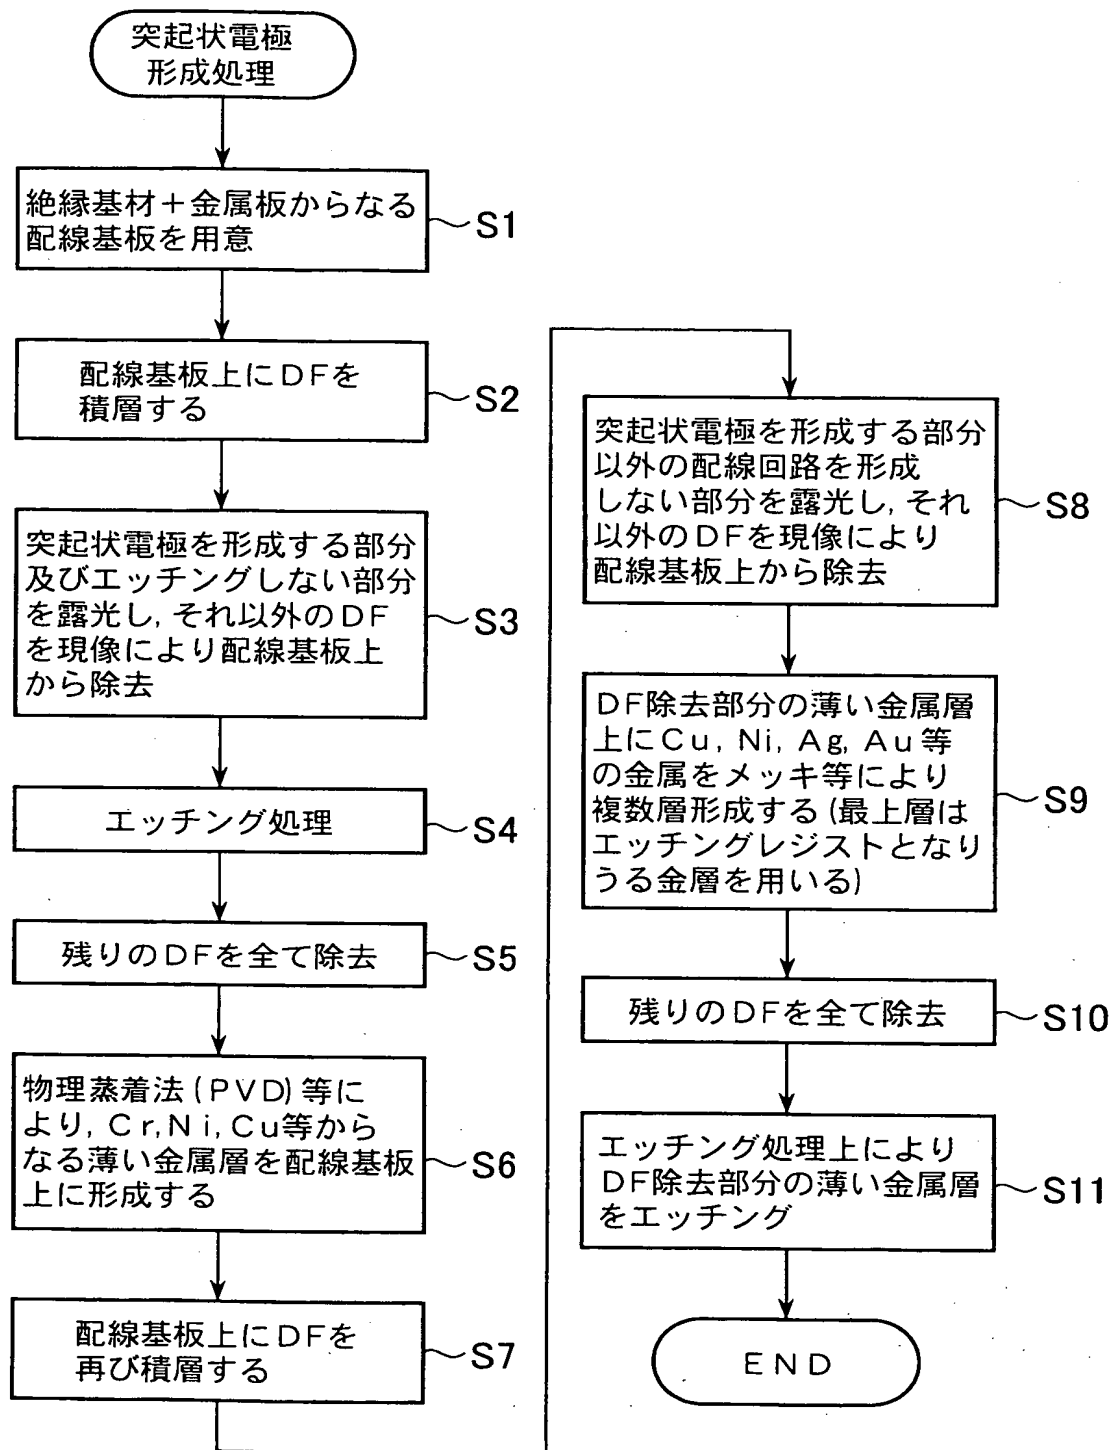 突起状電極
形成処理
絶縁基材＋金属板からなる
配線基板を用意
S1
配線基板上にDFを
積層する
S2
突起状電極を形成する部分
及びエッチングしない部分
を露光し,それ以外のDF
を現像により配線基板上
から除去
S3
エッチング処理
S4
残りのDFを全て除去
S5
物理蒸着法(PVD)等に
より,Cr,Ni,Cu等から
なる薄い金属層を配線基板
上に形成する
S6
配線基板上にDFを
再び積層する
S7
突起状電極を形成する部分
以外の配線回路を形成
しない部分を露光し,それ
以外のDFを現像により
配線基板上から除去
S8
DF除去部分の薄い金属層
上にCu, Ni, Ag, Au等
の金属をメッキ等により
複数層形成する(最上層は
エッチングレジストとなり
うる金層を用いる)
S9
残りのDFを全て除去
S10
エッチング処理上により
DF除去部分の薄い金属層
をエッチング
S11
END